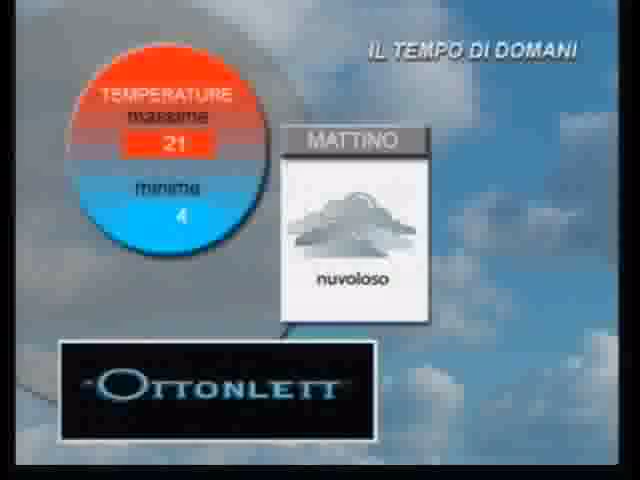 IL TEMPO DI DOMANI
TEMPERATURE
massime
21
minime
4
MATTINO
nuvoloso
OTTONLETT